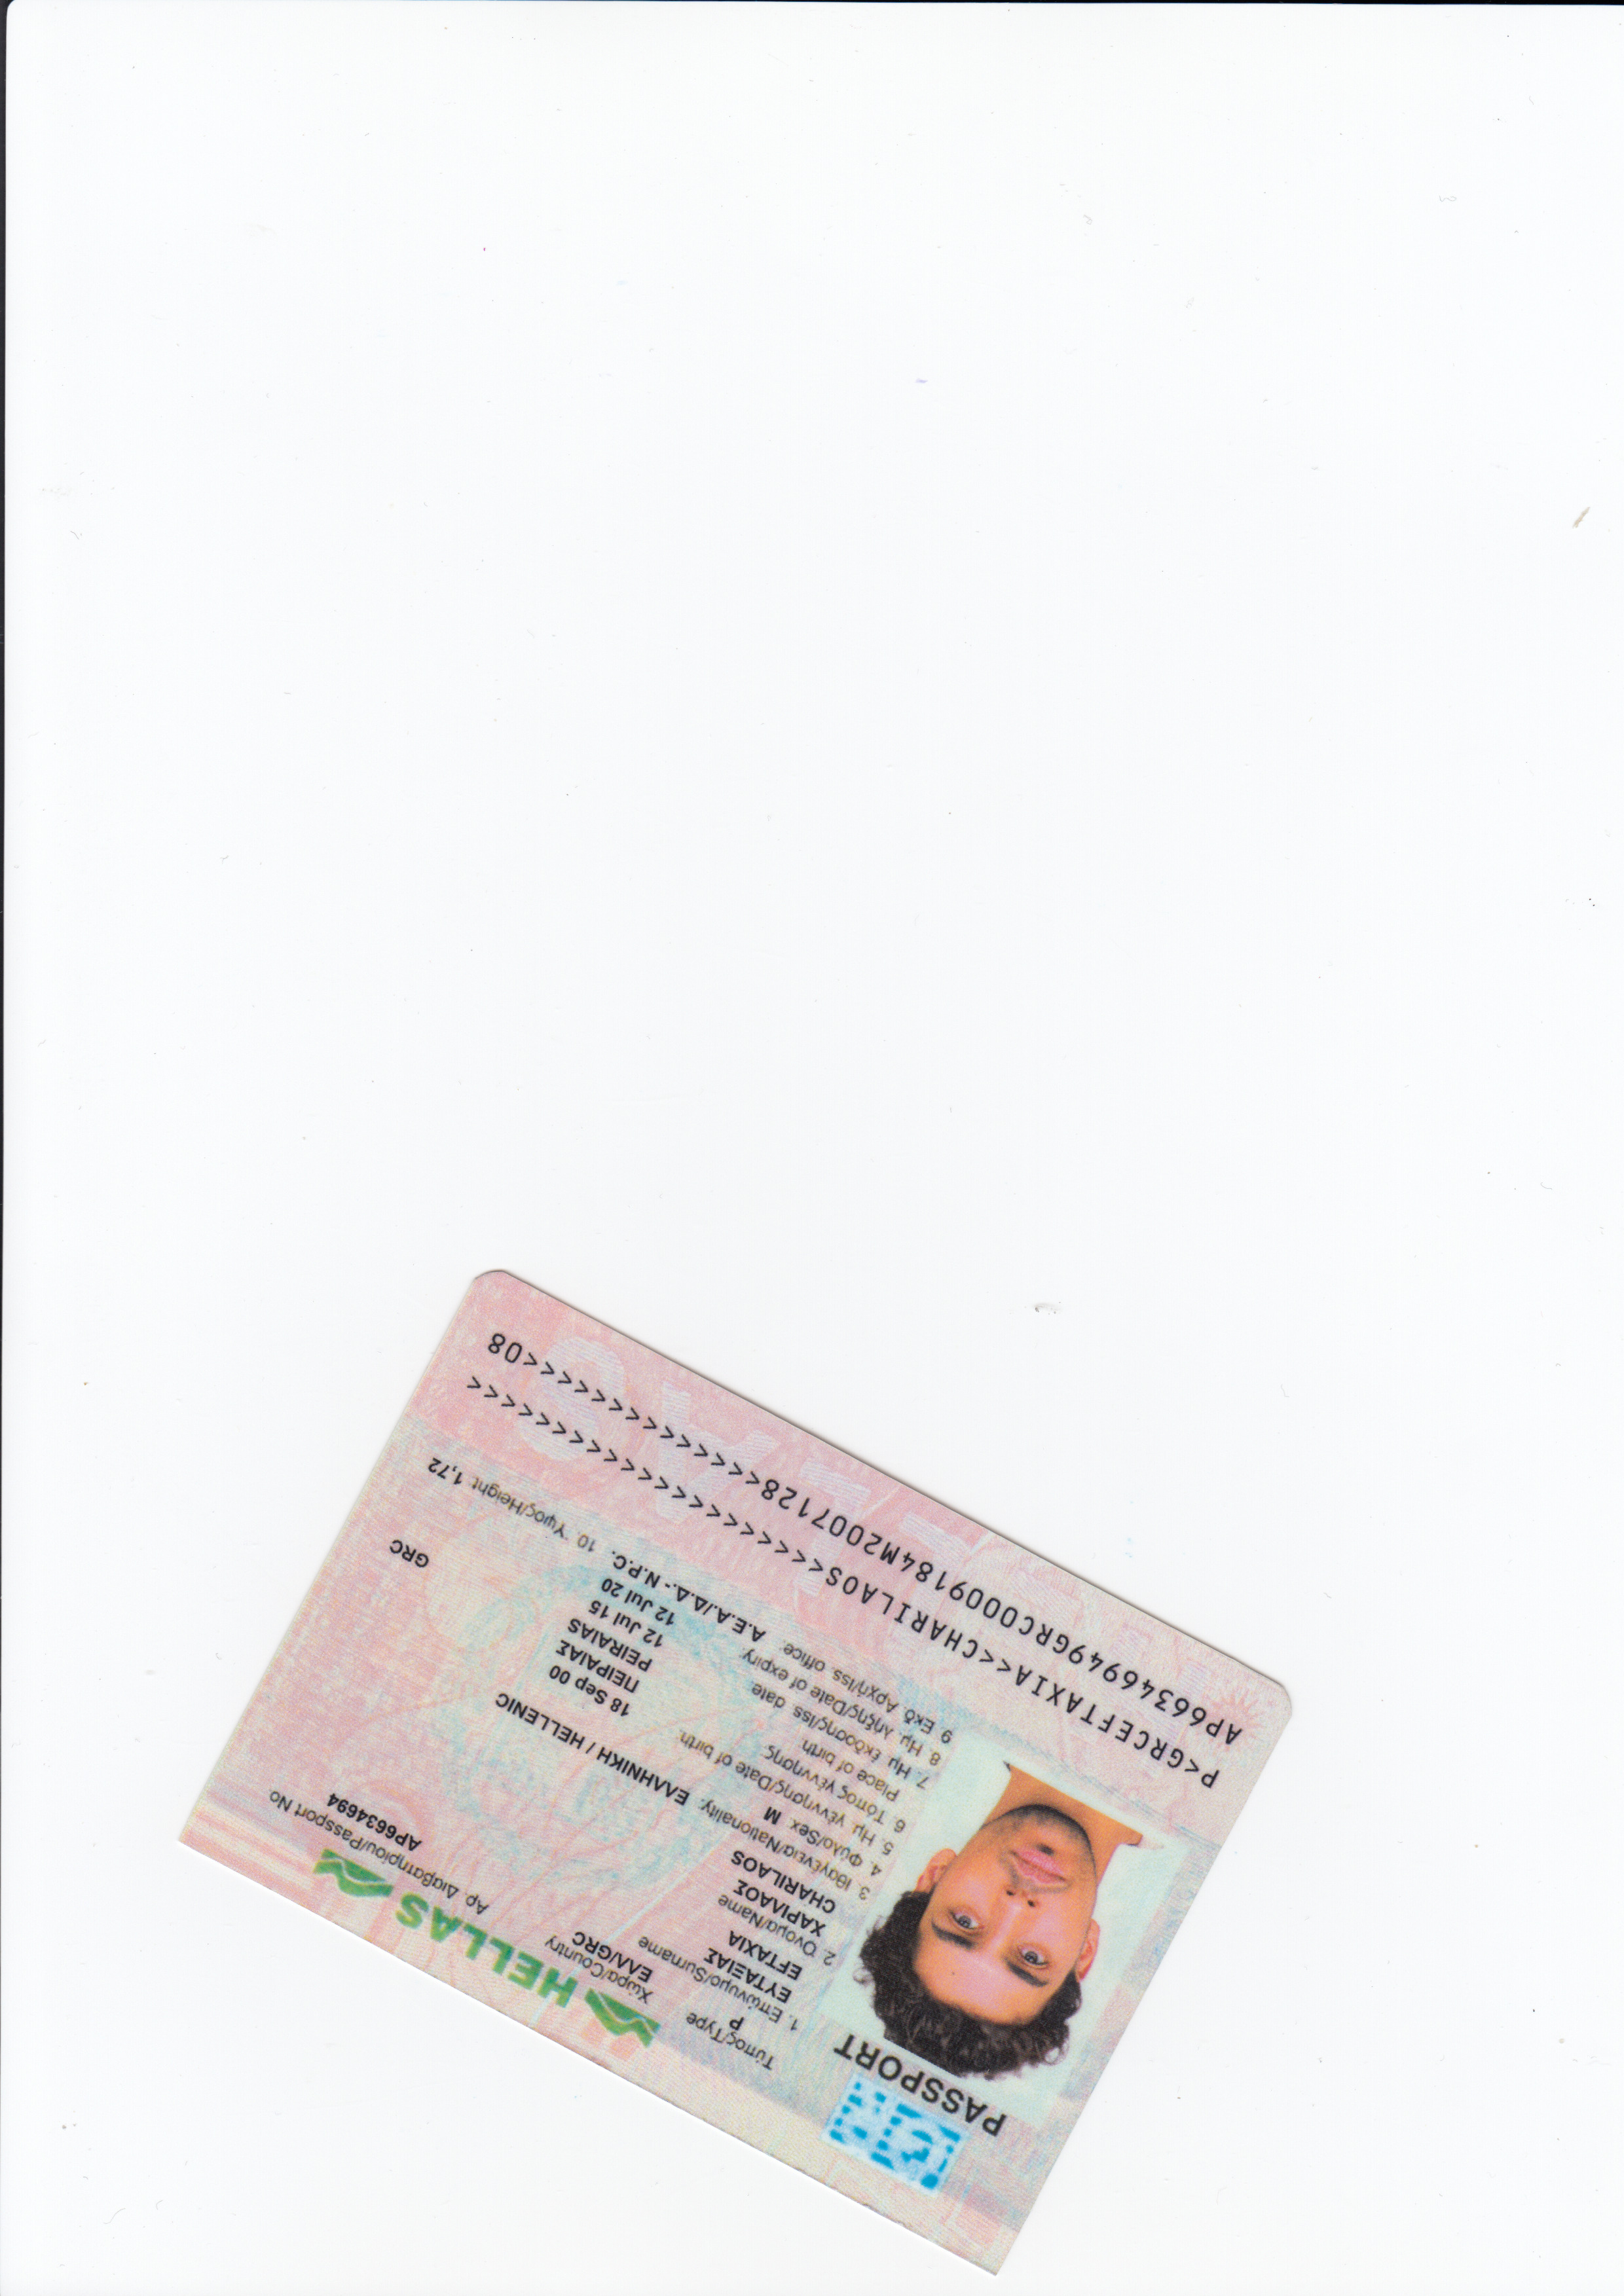 PASSPORT
HELLAS
Τύπος/Type
P
Χώρα/Country
ΕΛΛ/GRC
Αρ. Διαβατηρίου/Passport No
AP6634694
1. Επώνυμο/Surname
ΕΥΤΑΞΙΑΣ
EFTAXIA
2. Όνομα/Name
ΧΑΡΙΛΑΟΣ
CHARILAOS
3. Ιθαγένεια/Nationality. ΕΛΛΗΝΙΚΗ / HELLENIC
4. Φύλο/Sex. M
5. Ημ. γέννησης/Date of birth. 18 Sep 00
6. Τόπος γέννησης ΠΕΙΡΑΙΑΣ
Place of birth. PEIRAIAS
7. Ημ. έκδοσης/Iss. date. 12 Jul 15
8. Ημ. λήξης/Date of expiry. 12 Jul 20
9 Εκδ. Αρχή/Iss. office. Α.Ε.Α./Δ.Δ - N.P.C. 10. Ύψος/Height 1,72
GRC
P<GRCEFTAXIA<<CHARILAOS<<<<<<<<<<<<<<<<<<<<<
AP66346949GRC0009184M2007128<<<<<<<<<<<<<<08